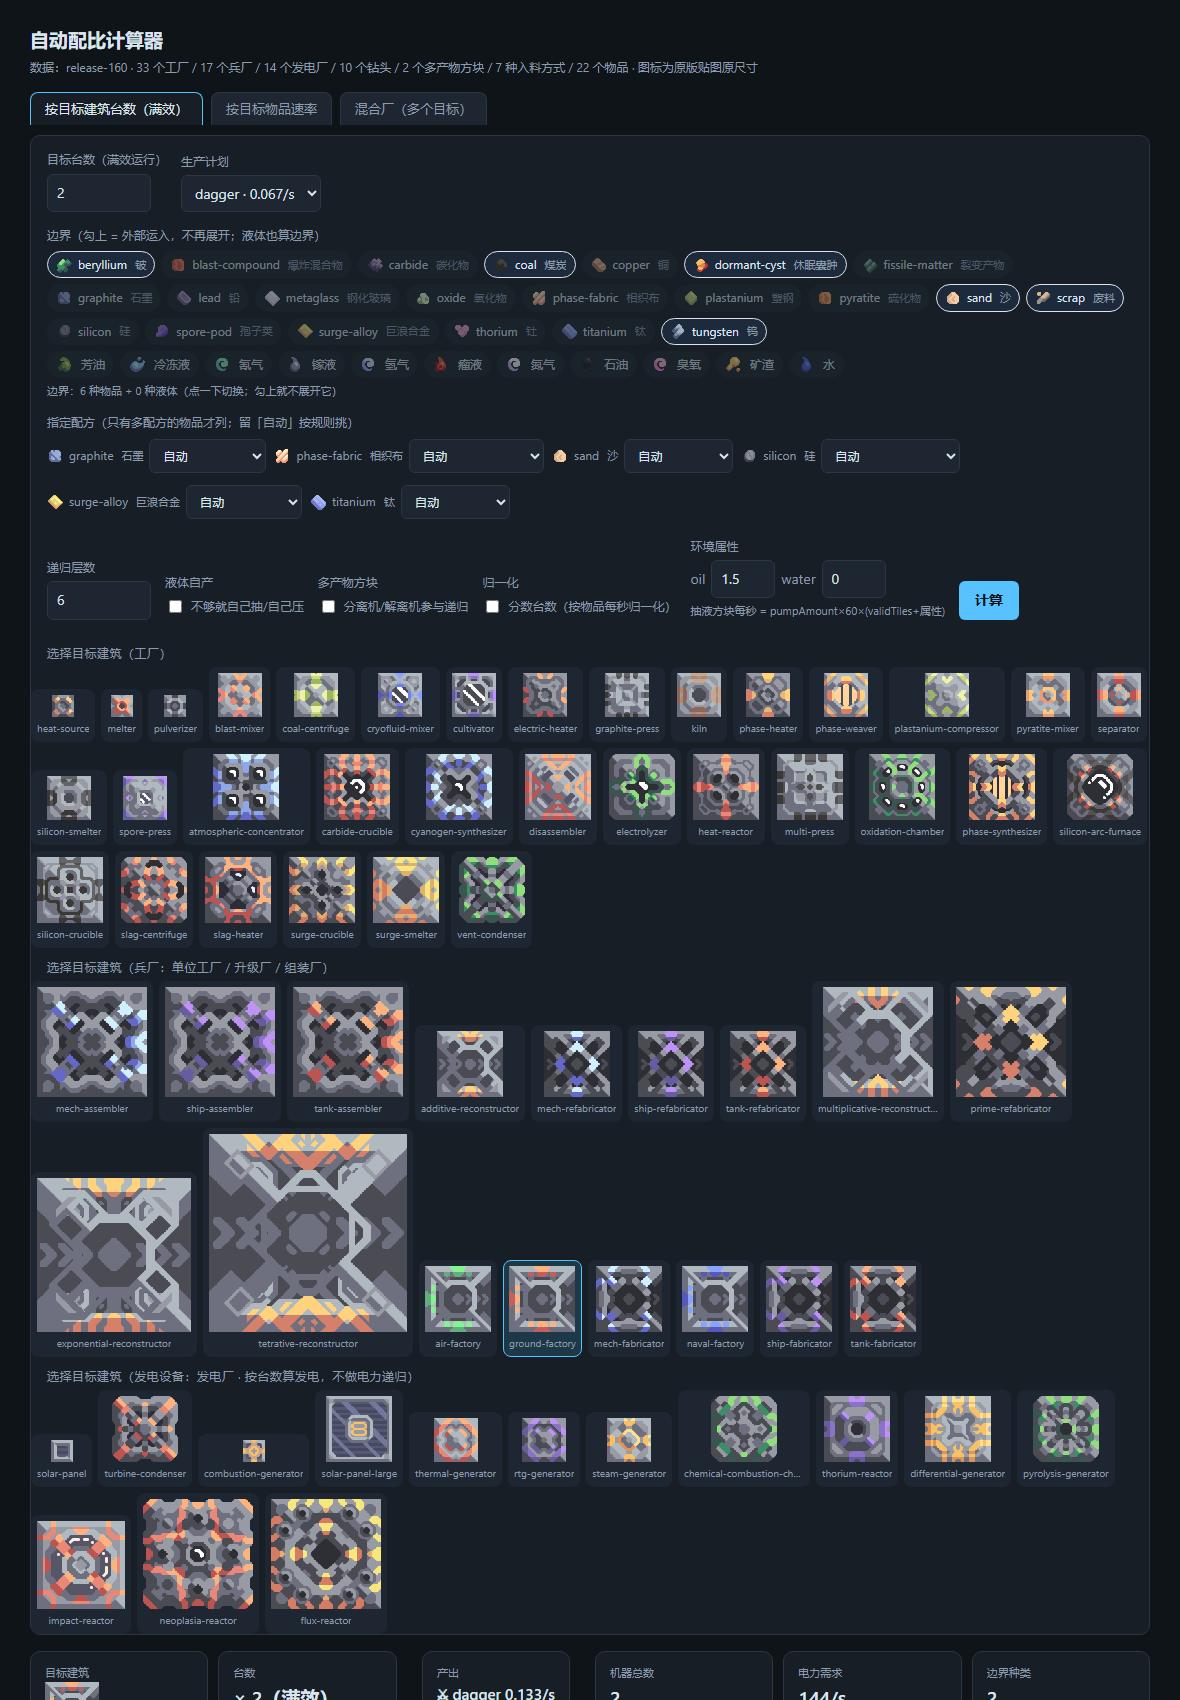 自动配比计算器
数据：release-160 · 33 个工厂 / 17 个兵厂 / 14 个发电厂 / 10 个钻头 / 2 个多产物方块 / 7 种入料方式 / 22 个物品 · 图标为原版贴图原尺寸
按目标建筑台数（满效） 按目标物品速率 混合厂（多个目标）
目标台数（满效运行） 生产计划
2 dagger · 0.067/s
边界（勾上 = 外部运入，不再展开；液体也算边界）
beryllium 铍 blast-compound 爆炸混合物 carbide 碳化物 coal 煤炭 copper 铜 dormant-cyst 休眠囊肿 fissile-matter 裂变产物
graphite 石墨 lead 铅 metaglass 钢化玻璃 oxide 氧化物 phase-fabric 相织布 plastanium 塑钢 pyratite 硫化物 sand 沙 scrap 废料
silicon 硅 spore-pod 孢子荚 surge-alloy 巨浪合金 thorium 钍 titanium 钛 tungsten 钨
芳油 冷冻液 氰气 镓液 氢气 瘤液 氮气 石油 臭氧 矿渣 水
边界：6 种物品 + 0 种液体（点一下切换；勾上就不展开它）
指定配方（只有多配方的物品才列；留「自动」按规则挑）
graphite 石墨 自动 phase-fabric 相织布 自动 sand 沙 自动 silicon 硅 自动
surge-alloy 巨浪合金 自动 titanium 钛 自动
递归层数 液体自产 多产物方块 归一化 环境属性
6 不够就自己抽/自己压 分离机/解离机参与递归 分数台数（按物品每秒归一化） oil 1.5 water 0 计算
抽液方块每秒 = pumpAmount×60×(validTiles+属性)
选择目标建筑（工厂）
heat-source melter pulverizer blast-mixer coal-centrifuge cryofluid-mixer cultivator electric-heater graphite-press kiln phase-heater phase-weaver plastanium-compressor pyratite-mixer separator
silicon-smelter spore-press atmospheric-concentrator carbide-crucible cyanogen-synthesizer disassembler electrolyzer heat-reactor multi-press oxidation-chamber phase-synthesizer silicon-arc-furnace
silicon-crucible slag-centrifuge slag-heater surge-crucible surge-smelter vent-condenser
选择目标建筑（兵厂：单位工厂 / 升级厂 / 组装厂）
mech-assembler ship-assembler tank-assembler additive-reconstructor mech-refabricator ship-refabricator tank-refabricator multiplicative-reconstruct... prime-refabricator
exponential-reconstructor tetrative-reconstructor air-factory ground-factory mech-fabricator naval-factory ship-fabricator tank-fabricator
选择目标建筑（发电设备：发电厂 · 按台数算发电，不做电力递归）
solar-panel turbine-condenser combustion-generator solar-panel-large thermal-generator rtg-generator steam-generator chemical-combustion-ch... thorium-reactor differential-generator pyrolysis-generator
impact-reactor neoplasia-reactor flux-reactor
目标建筑 台数 产出 机器总数 电力需求 边界种类
× 2（满效） dagger 0.133/s 2 144/s 2